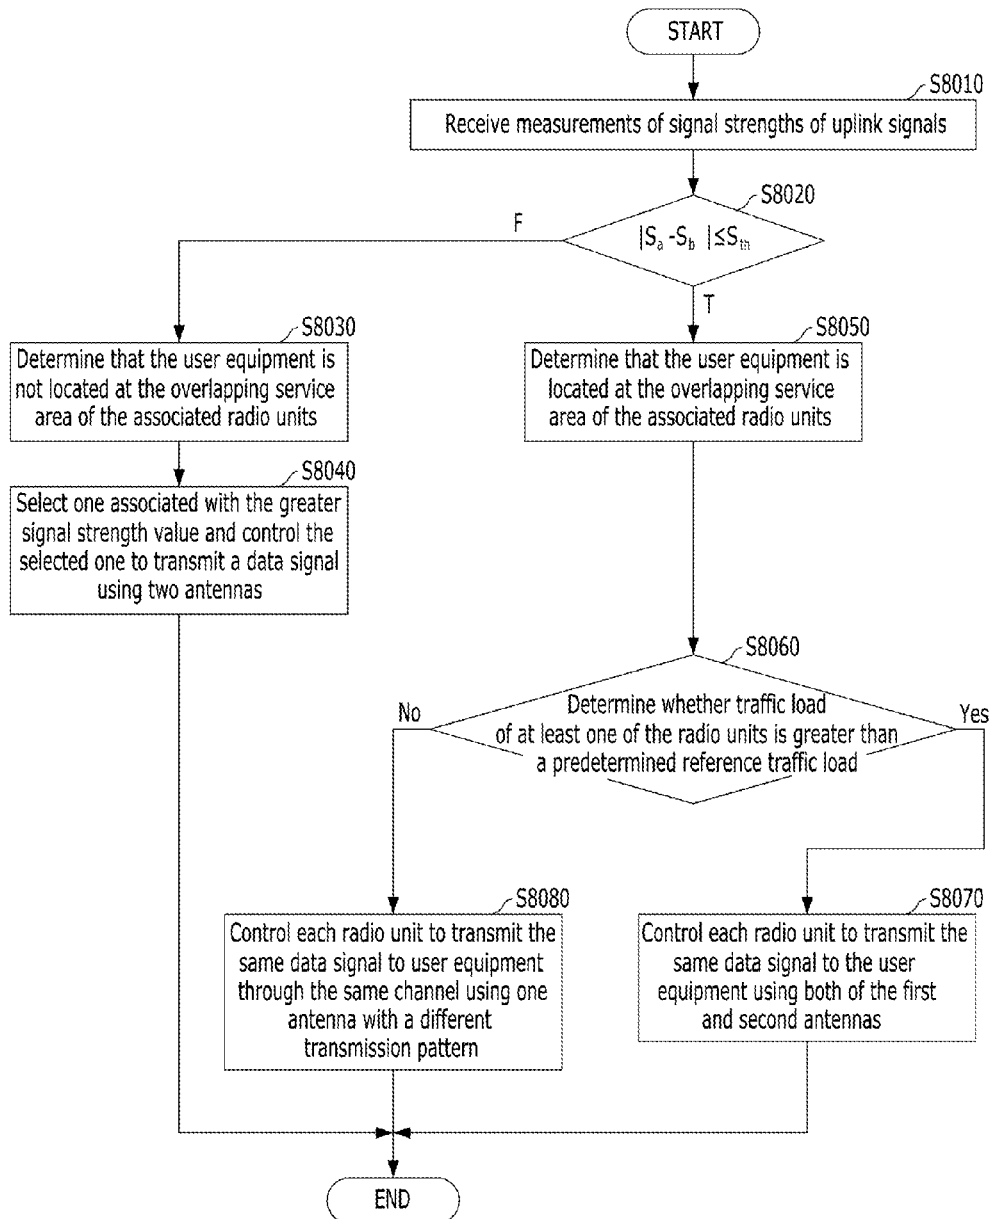 START
S8010
Receive measurements of signal strengths of uplink signals
S8020
F
|Sa -Sb |≤Sth
T
S8030
Determine that the user equipment is
not located at the overlapping service
area of the associated radio units
S8050
Determine that the user equipment is
located at the overlapping service
area of the associated radio units
S8040
Select one associated with the greater
signal strength value and control the
selected one to transmit a data signal
using two antennas
S8060
No
Determine whether traffic load
of at least one of the radio units is greater than
a predetermined reference traffic load
Yes
S8080
Control each radio unit to transmit the
same data signal to user equipment
through the same channel using one
antenna with a different
transmission pattern
S8070
Control each radio unit to transmit the
same data signal to the user
equipment using both of the first
and second antennas
END